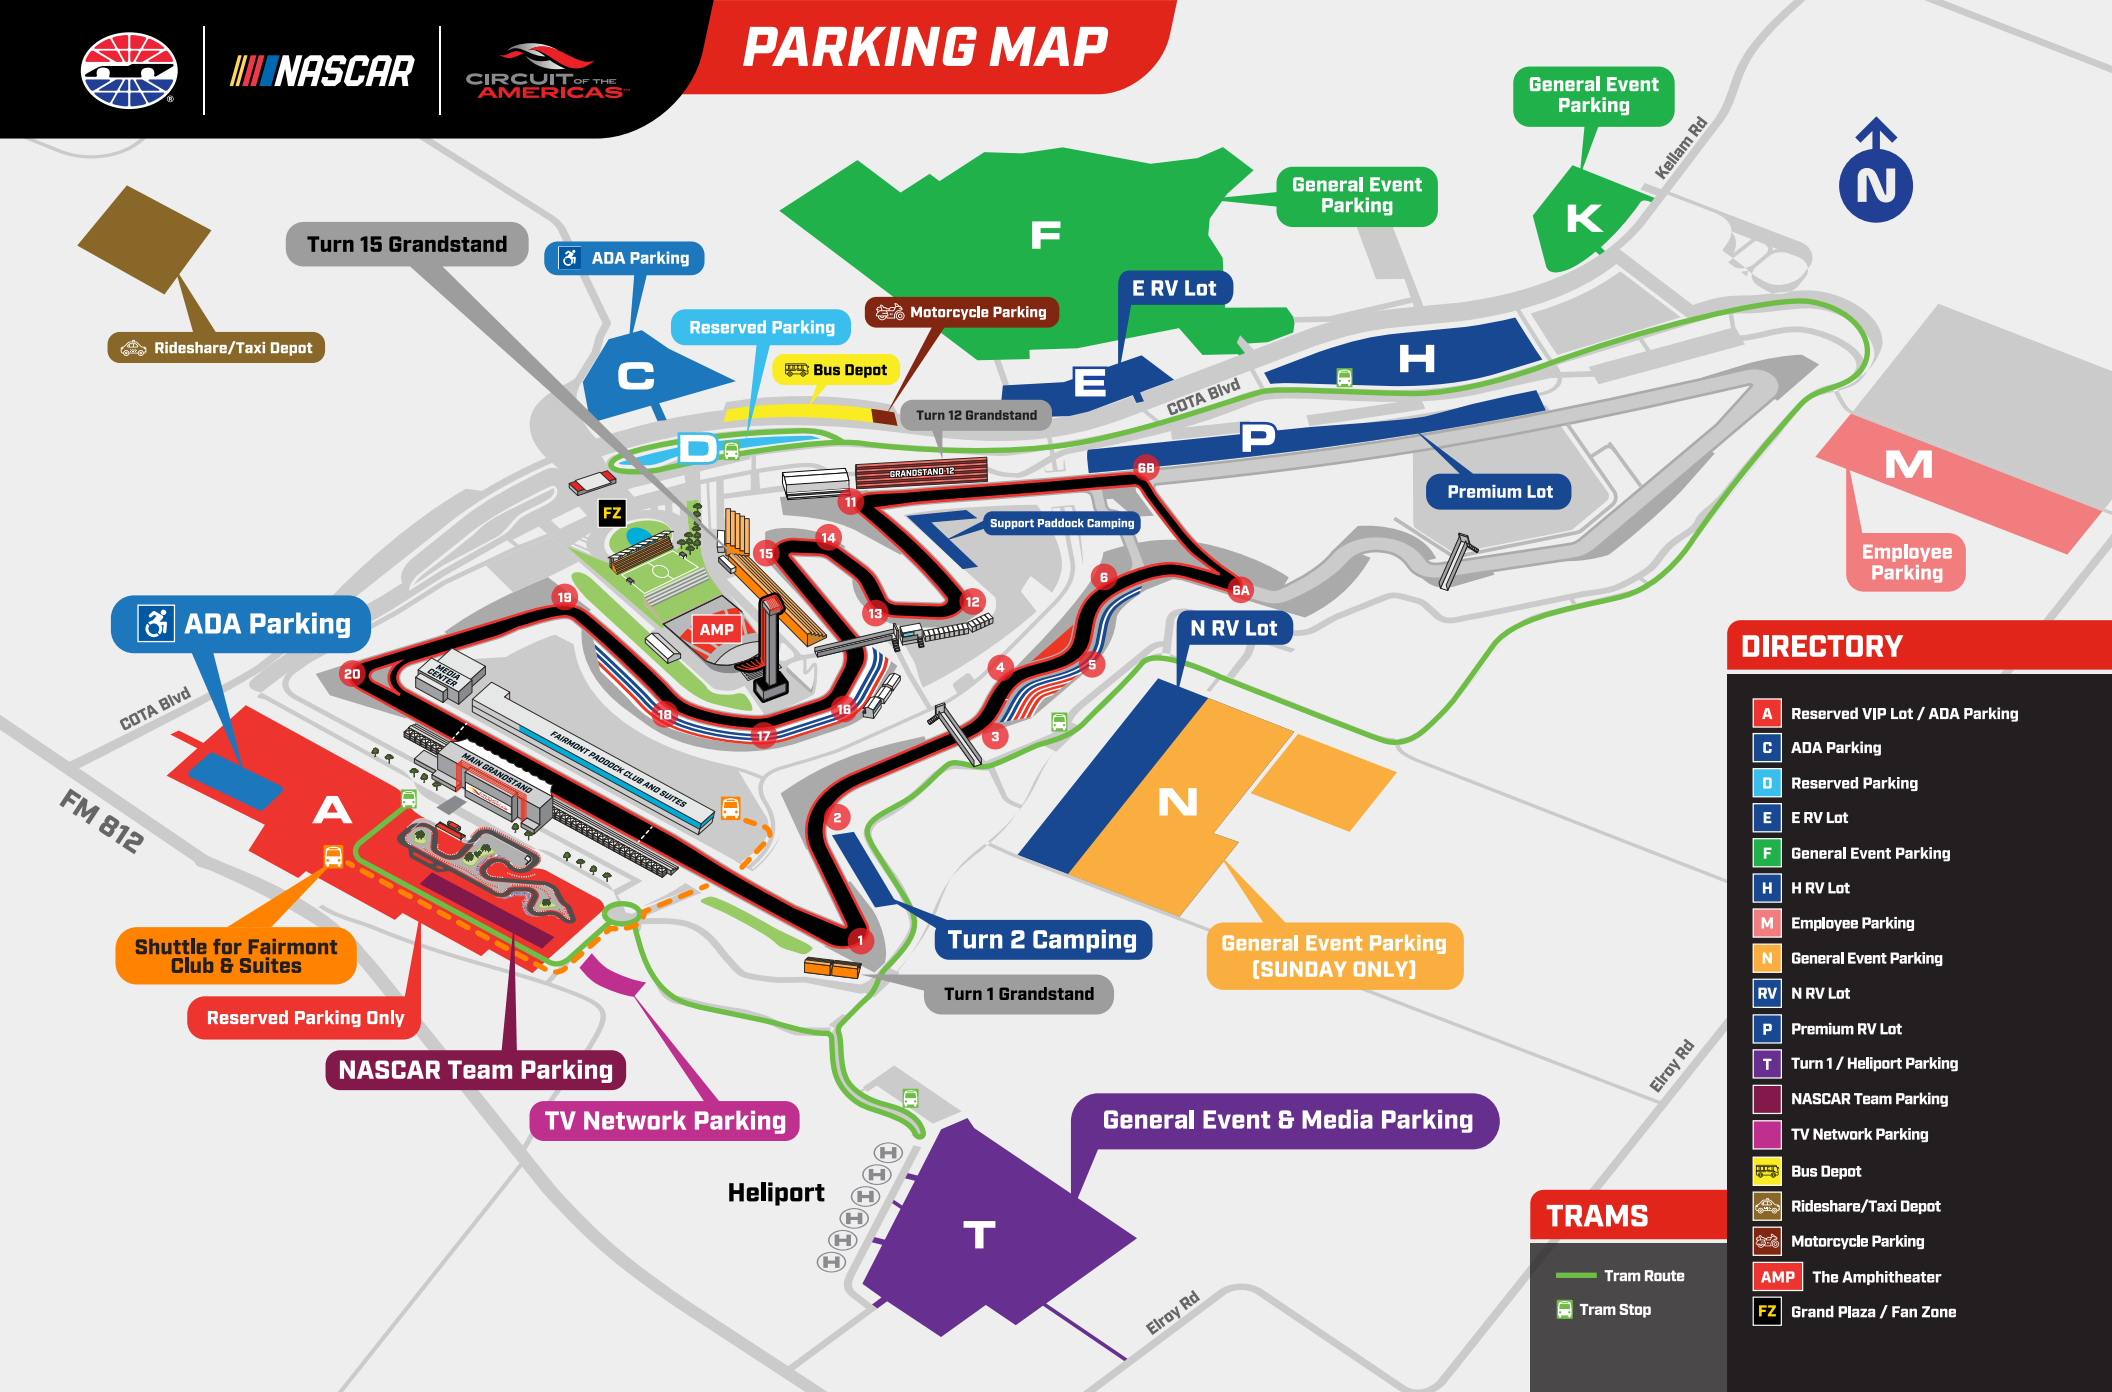 NASCAR
CIRCUIT OF THE
AMERICAS
PARKING MAP
General Event
Parking
Kellam Rd
N
K
General Event
Parking
F
Turn 15 Grandstand
ADA Parking
E RV Lot
Motorcycle Parking
Reserved Parking
Rideshare/Taxi Depot
Bus Depot
C
H
E
COTA Blvd
Turn 12 Grandstand
P
D
GRANDSTAND 12
6B
M
Premium Lot
11
FZ
Support Paddock Camping
14
15
Employee
Parking
6
6A
19
12
13
AMP
ADA Parking
N RV Lot
5
4
20
MEDIA
CENTER
COTA Blvd
18
16
17
3
FAIRMONT PADDOCK CLUB AND SUITES
MAIN GRANDSTAND
A
N
2
FM 812
1
Turn 2 Camping
General Event Parking
(SUNDAY ONLY)
Shuttle for Fairmont
Club & Suites
Turn 1 Grandstand
Reserved Parking Only
NASCAR Team Parking
TV Network Parking
Elroy Rd
General Event & Media Parking
Heliport
H
H
H
H
H
H
T
Elroy Rd
TRAMS
Tram Route
Tram Stop
DIRECTORY
A Reserved VIP Lot / ADA Parking
C ADA Parking
D Reserved Parking
E E RV Lot
F General Event Parking
H H RV Lot
M Employee Parking
N General Event Parking
RV N RV Lot
P Premium RV Lot
T Turn 1 / Heliport Parking
NASCAR Team Parking
TV Network Parking
Bus Depot
Rideshare/Taxi Depot
Motorcycle Parking
AMP The Amphitheater
FZ Grand Plaza / Fan Zone